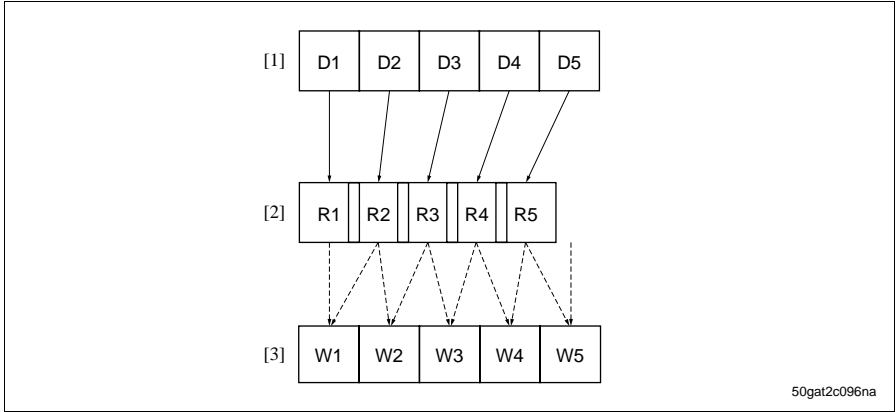 [1] D1 D2 D3 D4 D5
[2] R1 R2 R3 R4 R5
[3] W1 W2 W3 W4 W5
50gat2c096na